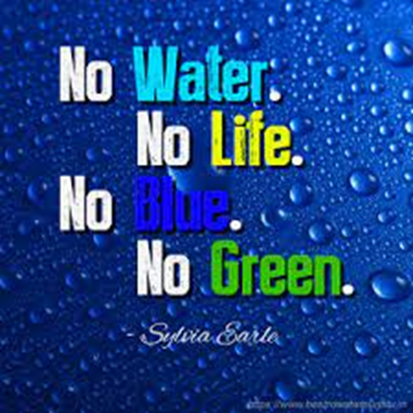 No Water.
No Life.
No Blue.
No Green.
- Sylvia Earle